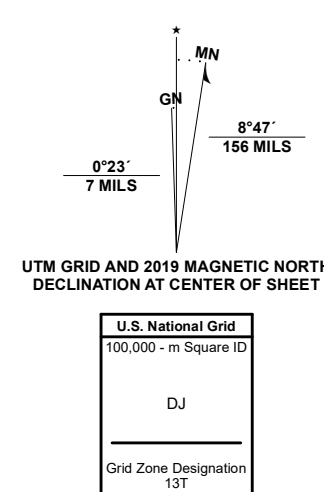 ★
MN
GN
8°47´
156 MILS
0°23´
7 MILS
UTM GRID AND 2019 MAGNETIC NORTH
DECLINATION AT CENTER OF SHEET
U.S. National Grid
100,000 - m Square ID
DJ
Grid Zone Designation
13T